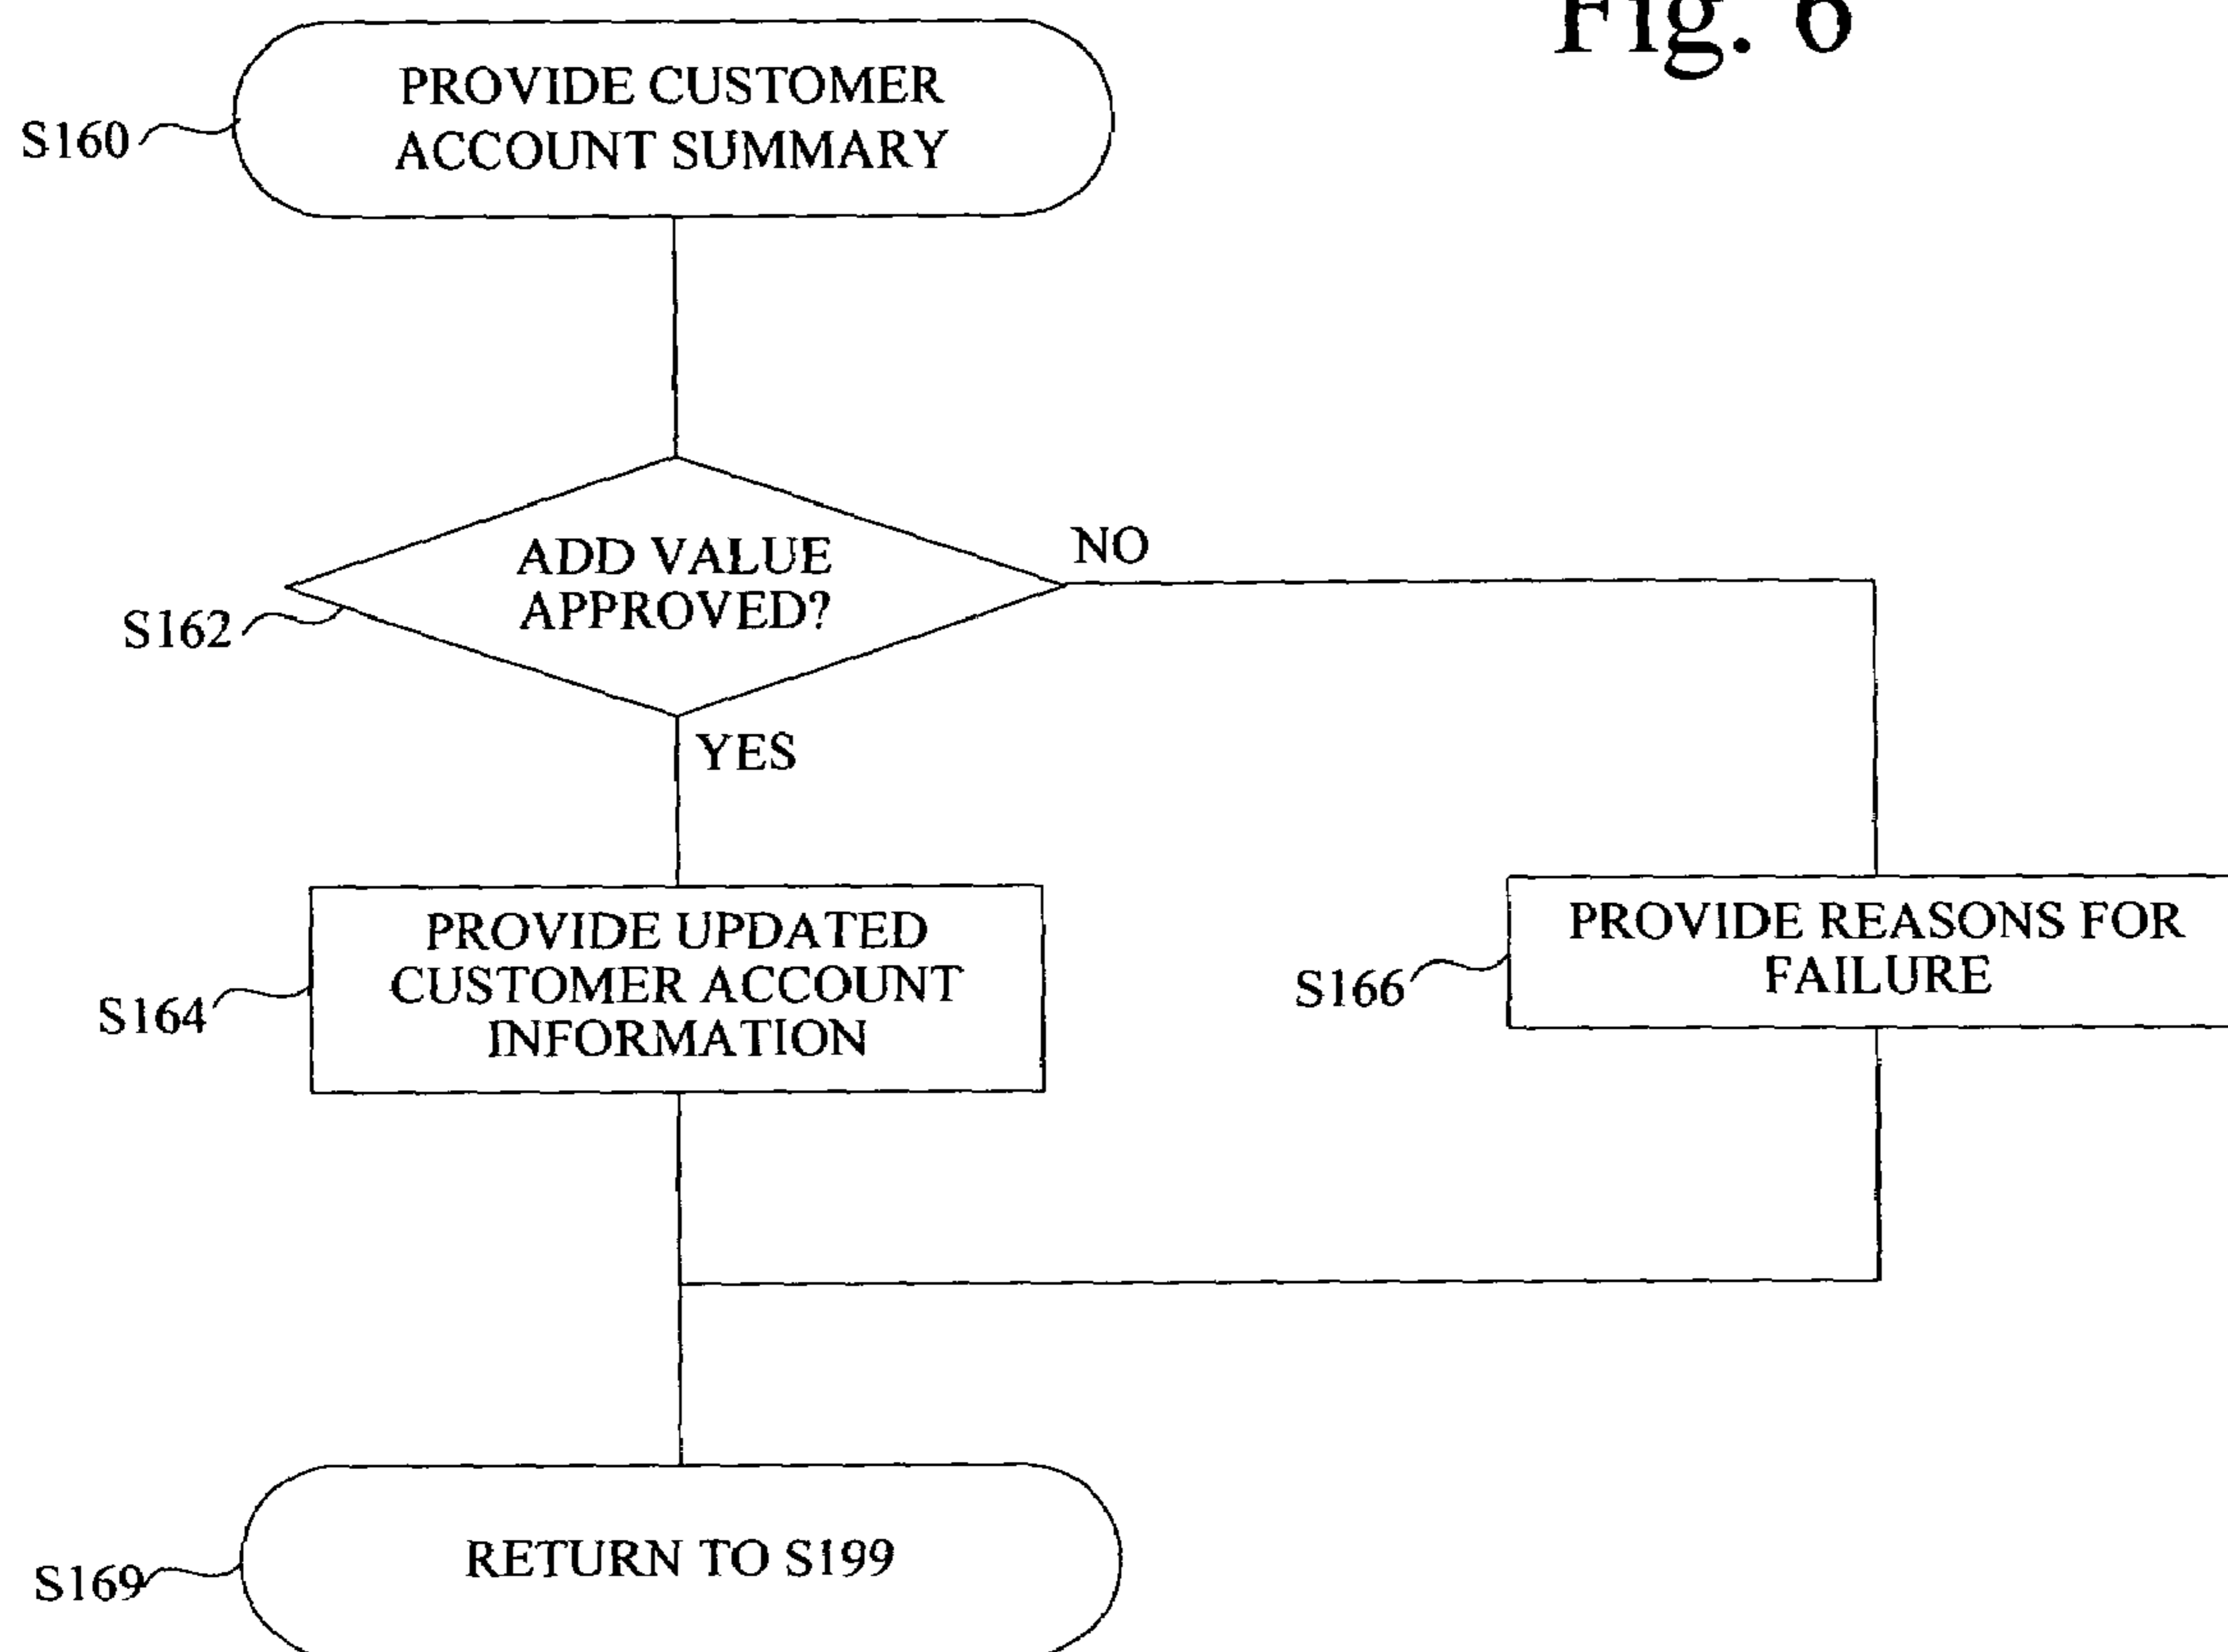 Fig. 6
PROVIDE CUSTOMER
ACCOUNT SUMMARY
S160
ADD VALUE
APPROVED?
NO
S162
YES
PROVIDE UPDATED
CUSTOMER ACCOUNT
INFORMATION
S164
PROVIDE REASONS FOR
FAILURE
S166
RETURN TO S199
S169